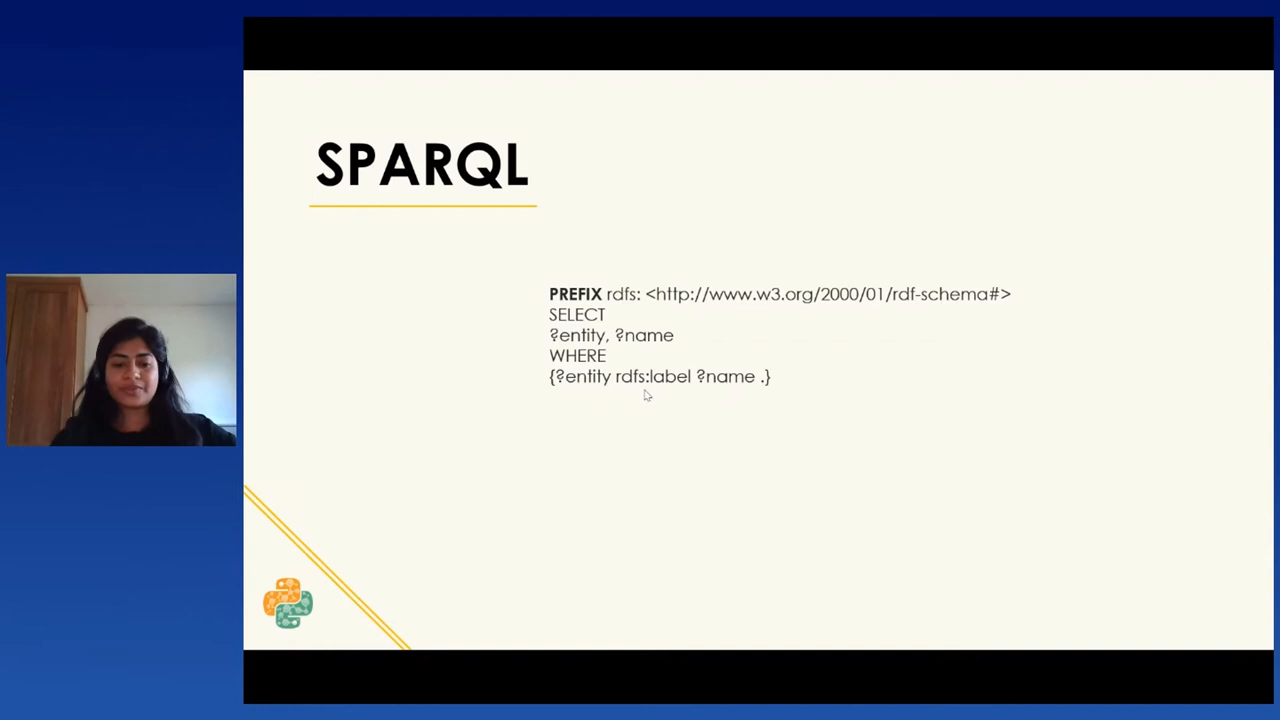 SPARQL
PREFIX rdfs: <http://www.w3.org/2000/01/rdf-schema#>
SELECT
?entity, ?name
WHERE
{?entity rdfs:label ?name .}